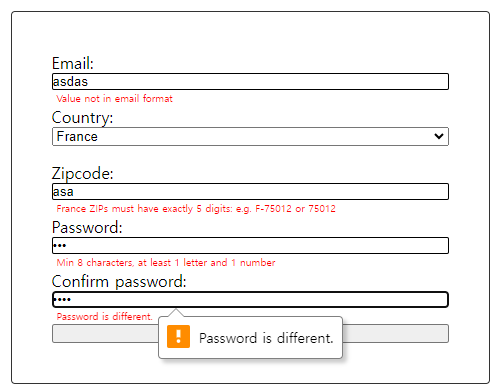 Email:
asdas
Value not in email format
Country:
France
Zipcode:
asa
France ZIPs must have exactly 5 digits: e.g. F-75012 or 75012
Password:
•••
Min 8 characters, at least 1 letter and 1 number
Confirm password:
••••
Password is different.
Password is different.